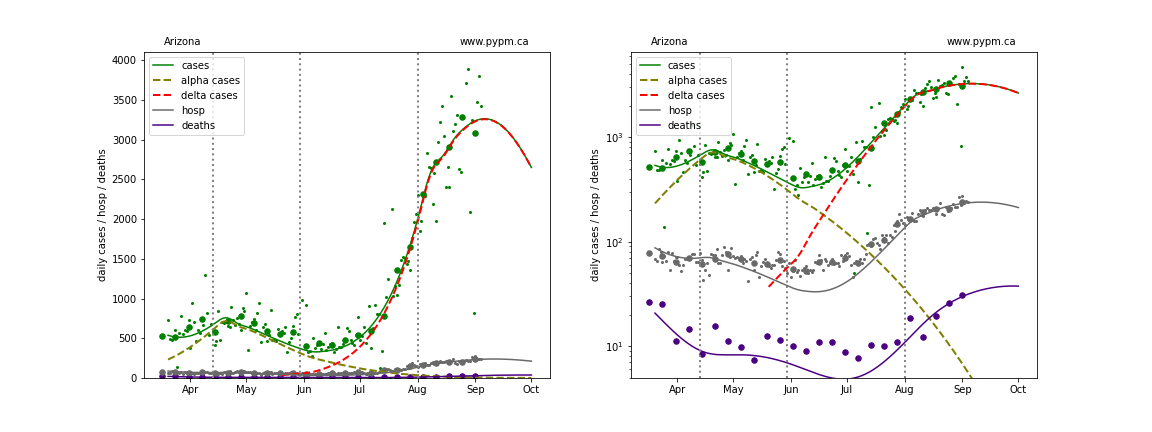 Arizona www.pypm.ca
4000
3500
3000
2500
2000
1500
1000
500
0
daily cases / hosp / deaths
cases
alpha cases
delta cases
hosp
deaths
Apr May Jun Jul Aug Sep Oct
Arizona www.pypm.ca
10³
10²
10¹
daily cases / hosp / deaths
cases
alpha cases
delta cases
hosp
deaths
Apr May Jun Jul Aug Sep Oct